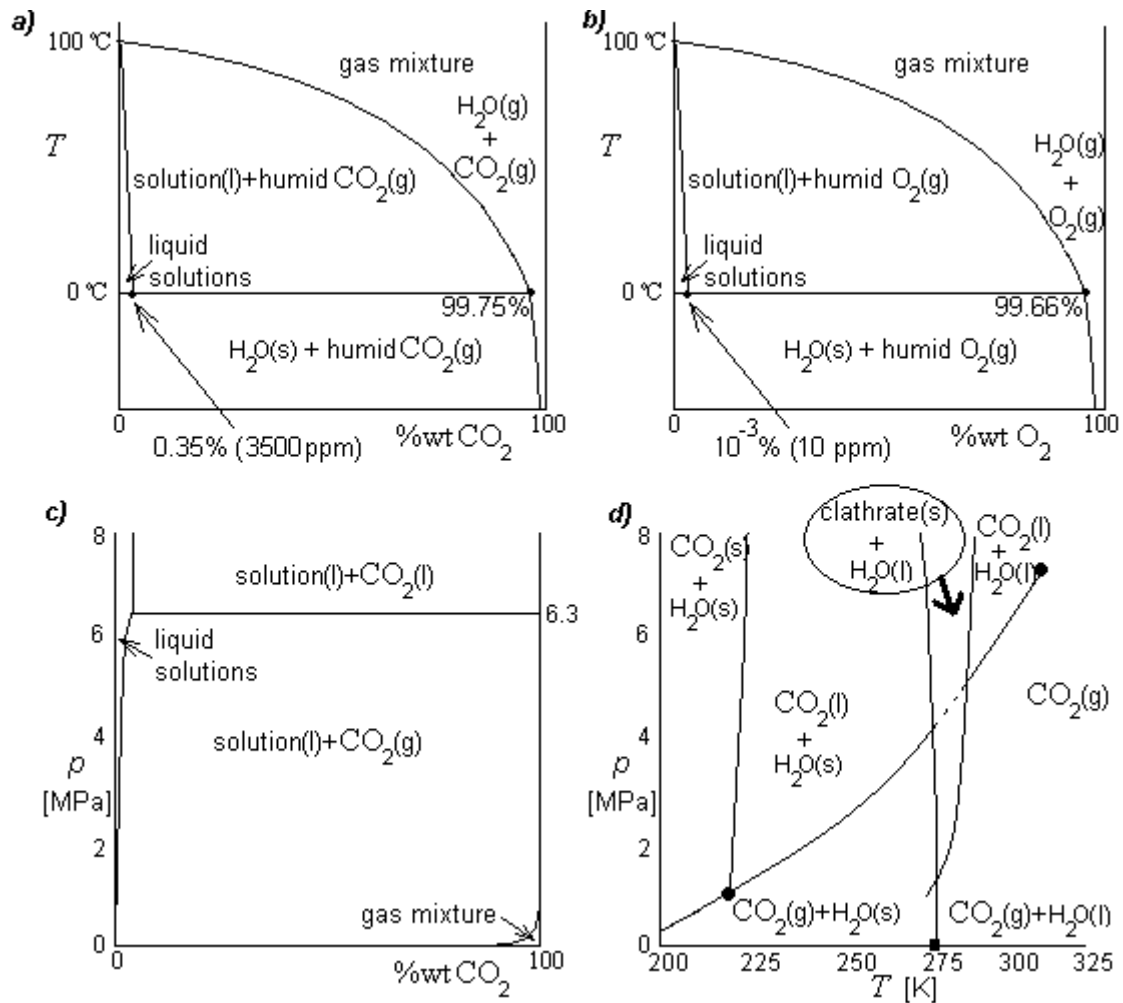 a)
100 ºC
gas mixture
H2O(g)
+
CO2(g)
T
solution(l)+humid CO2(g)
liquid
solutions
0 ºC
99.75%
H2O(s) + humid CO2(g)
0
%wt CO2
100
0.35% (3500 ppm)
b)
100 ºC
gas mixture
H2O(g)
+
O2(g)
T
solution(l)+humid O2(g)
liquid
solutions
0 ºC
99.66%
H2O(s) + humid O2(g)
0
%wt O2
100
10-3% (10 ppm)
c)
8
solution(l)+CO2(l)
6.3
6
liquid
solutions
solution(l)+CO2(g)
4
p
[MPa]
2
gas mixture
0
0
%wt CO2
100
d)
8
CO2(s)
+
H2O(s)
clathrate(s)
+
H2O(l)
CO2(l)
+
H2O(l)
6
CO2(l)
+
H2O(s)
CO2(g)
4
p
[MPa]
2
CO2(g)+H2O(s)
CO2(g)+H2O(l)
0
200
225
250
275
300
325
T [K]